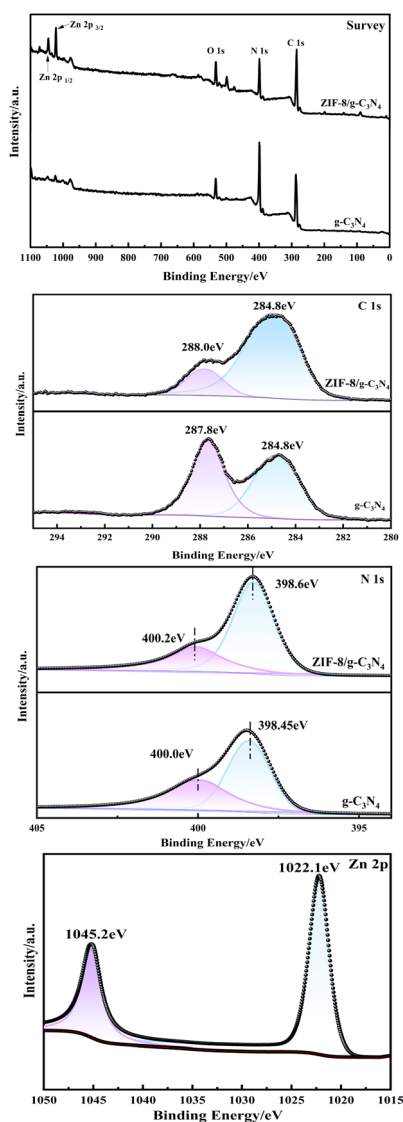 Survey
Zn 2p 3/2
Zn 2p 1/2
O 1s
N 1s
C 1s
ZIF-8/g-C₃N₄
g-C₃N₄
Intensity/a.u.
1100 1000 900 800 700 600 500 400 300 200 100 0
Binding Energy/eV
C 1s
284.8eV
288.0eV
ZIF-8/g-C₃N₄
287.8eV
284.8eV
g-C₃N₄
Intensity/a.u.
294 292 290 288 286 284 282 280
Binding Energy/eV
N 1s
398.6eV
400.2eV
ZIF-8/g-C₃N₄
398.45eV
400.0eV
g-C₃N₄
Intensity/a.u.
405 400 395
Binding Energy/eV
Zn 2p
1022.1eV
1045.2eV
Intensity/a.u.
1050 1045 1040 1035 1030 1025 1020 1015
Binding Energy/eV